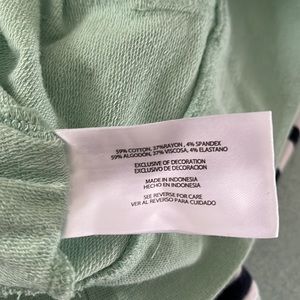 59% COTTON, 37%RAYON, 4% SPANDEX
59% ALGODÓN, 37% VISCOSA, 4% ELASTANO
EXCLUSIVE OF DECORATION
EXCLUSIVO DE DECORACION
MADE IN INDONESIA
HECHO EN INDONESIA
SEE REVERSE FOR CARE
VER AL REVERSO PARA CUIDADO